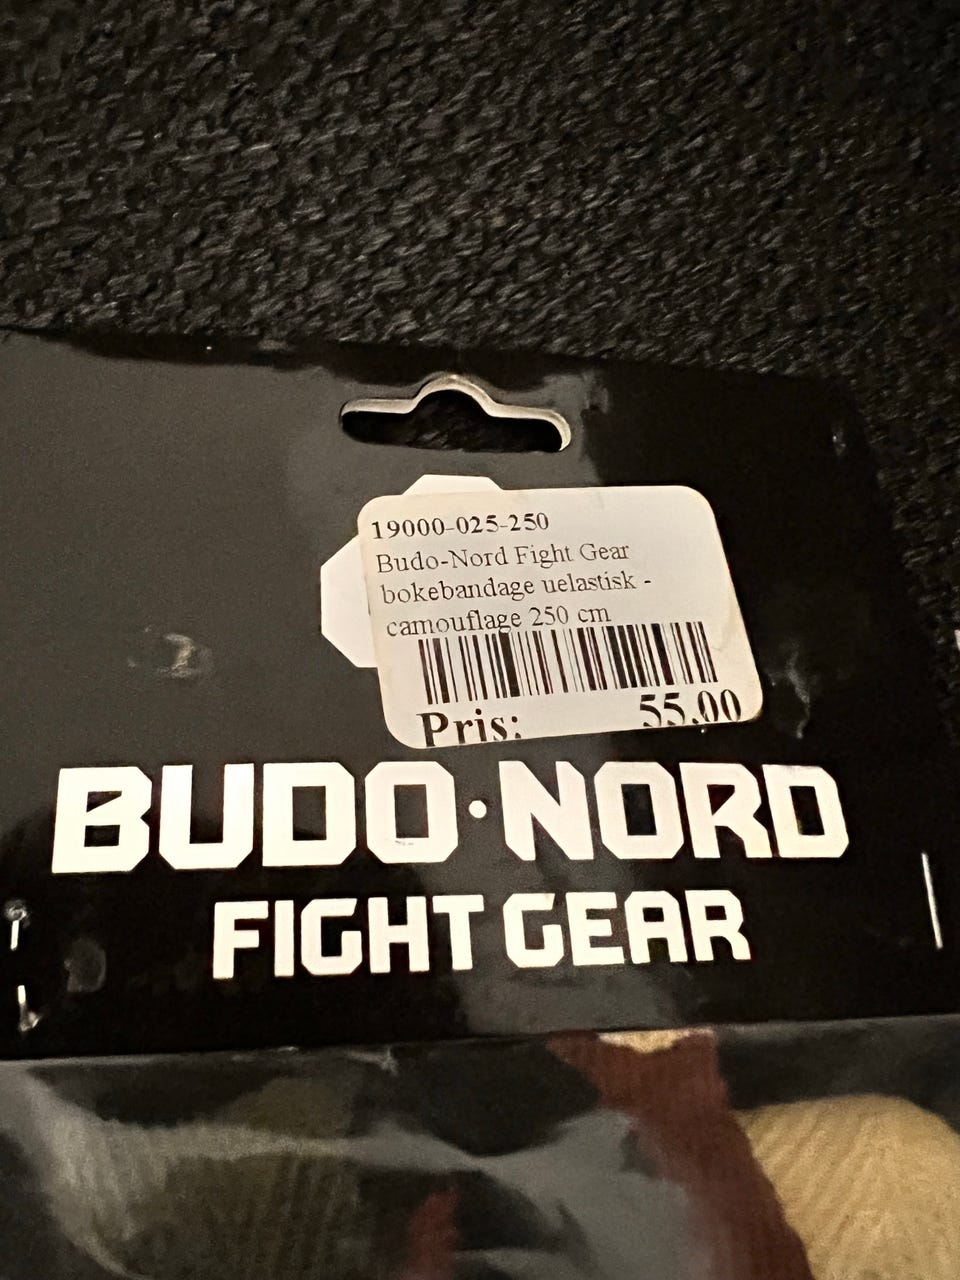 19000-025-250
Budo-Nord Fight Gear
bokebandage uelastisk -
camouflage 250 cm
Pris: 55.00
BUDO·NORD
FIGHT GEAR